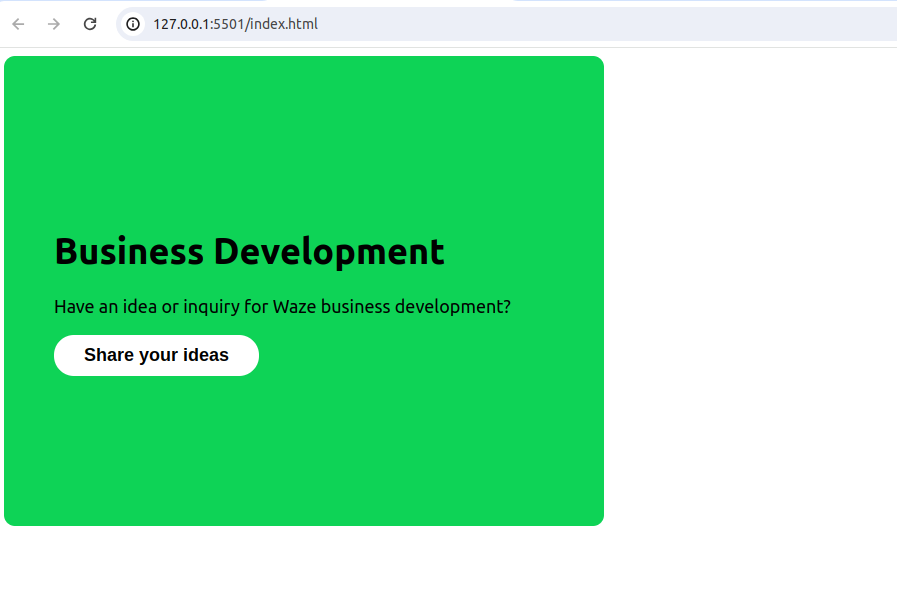 127.0.0.1:5501/index.html
Business Development
Have an idea or inquiry for Waze business development?
Share your ideas